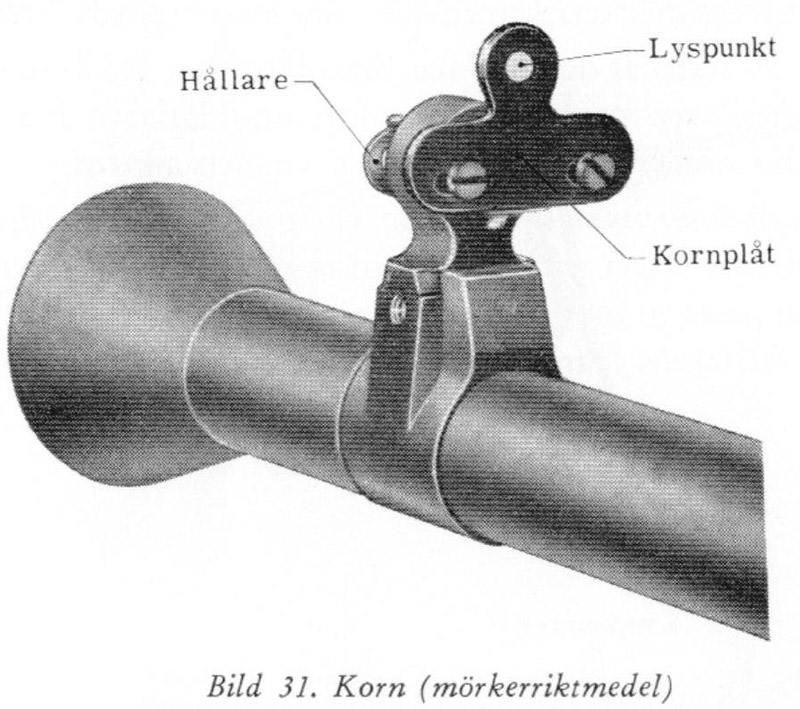 Lyspunkt
Hållare
Kornplåt
Bild 31. Korn (mörkerriktmedel)